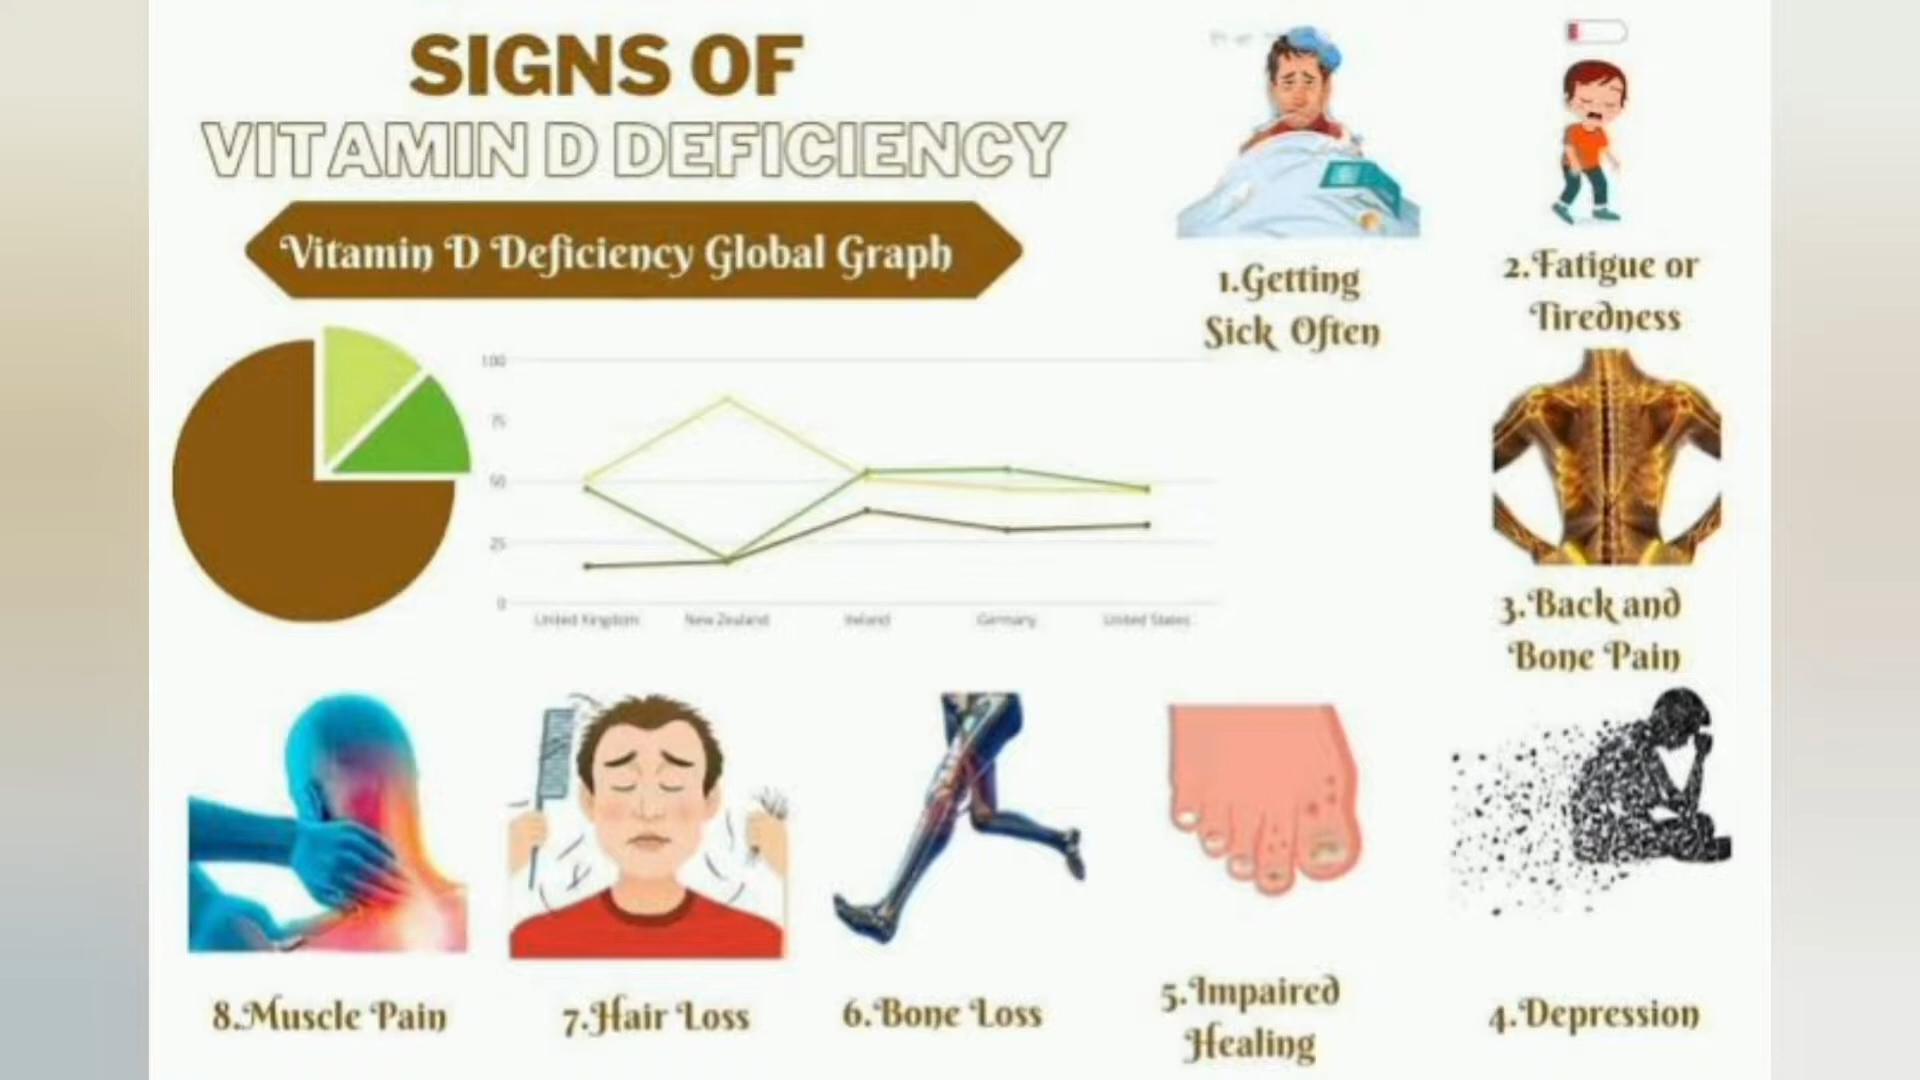 SIGNS OF
VITAMIN D DEFICIENCY
Vitamin D Deficiency Global Graph
100
75
50
25
0
United Kingdom
New Zealand
Ireland
Germany
United States
1.Getting
Sick Often
2.Fatigue or
Tiredness
3.Back and
Bone Pain
4.Depression
5.Impaired
Healing
6.Bone Loss
7.Hair Loss
8.Muscle Pain